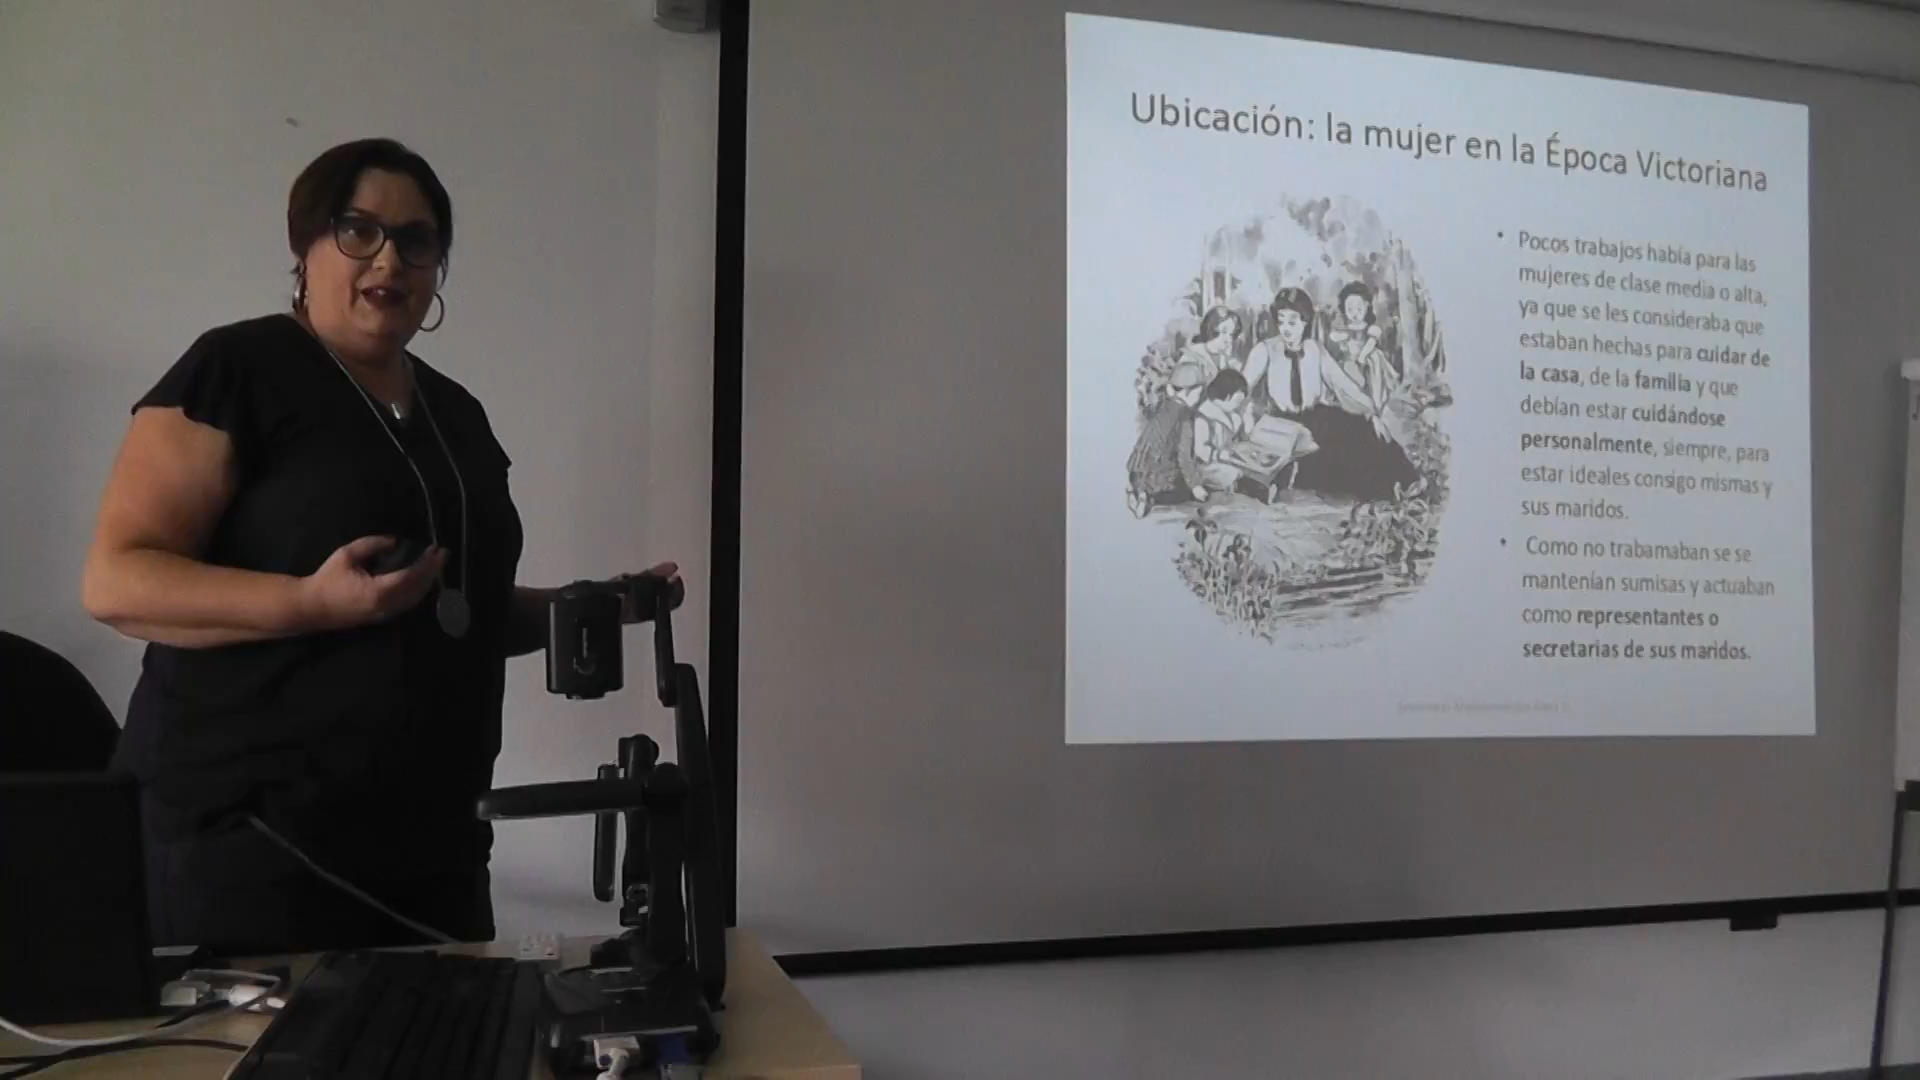 Ubicación: la mujer en la Época Victoriana
• Pocos trabajos había para las
mujeres de clase media o alta,
ya que se les consideraba que
estaban hechas para cuidar de
la casa, de la familia y que
debían estar cuidándose
personalmente, siempre, para
estar ideales consigo mismas y
sus maridos.
• Como no trabamaban se se
mantenían sumisas y actuaban
como representantes o
secretarias de sus maridos.